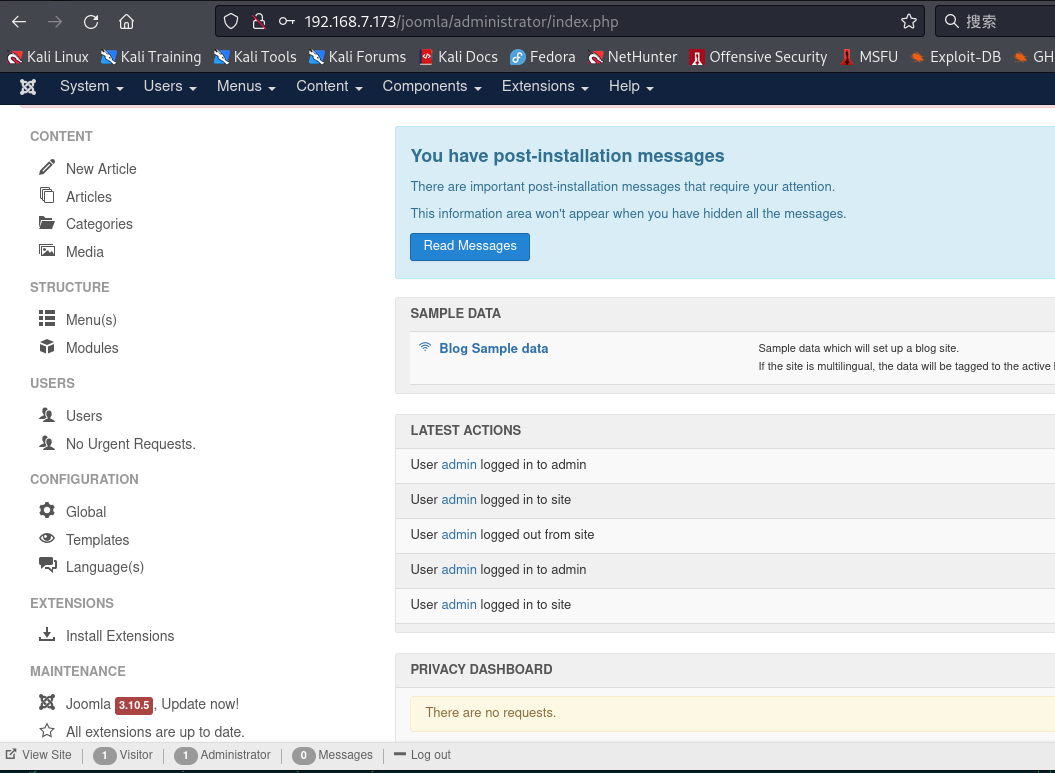 192.168.7.173/joomla/administrator/index.php
搜索
Kali Linux Kali Training Kali Tools Kali Forums Kali Docs Fedora NetHunter Offensive Security MSFU Exploit-DB GH
System Users Menus Content Components Extensions Help
CONTENT
New Article
Articles
Categories
Media
STRUCTURE
Menu(s)
Modules
USERS
Users
No Urgent Requests.
CONFIGURATION
Global
Templates
Language(s)
EXTENSIONS
Install Extensions
MAINTENANCE
Joomla 3.10.5, Update now!
All extensions are up to date.
You have post-installation messages
There are important post-installation messages that require your attention.
This information area won't appear when you have hidden all the messages.
Read Messages
SAMPLE DATA
Blog Sample data
Sample data which will set up a blog site.
If the site is multilingual, the data will be tagged to the active
LATEST ACTIONS
User admin logged in to admin
User admin logged in to site
User admin logged out from site
User admin logged in to admin
User admin logged in to site
PRIVACY DASHBOARD
There are no requests.
View Site 1 Visitor 1 Administrator 0 Messages Log out